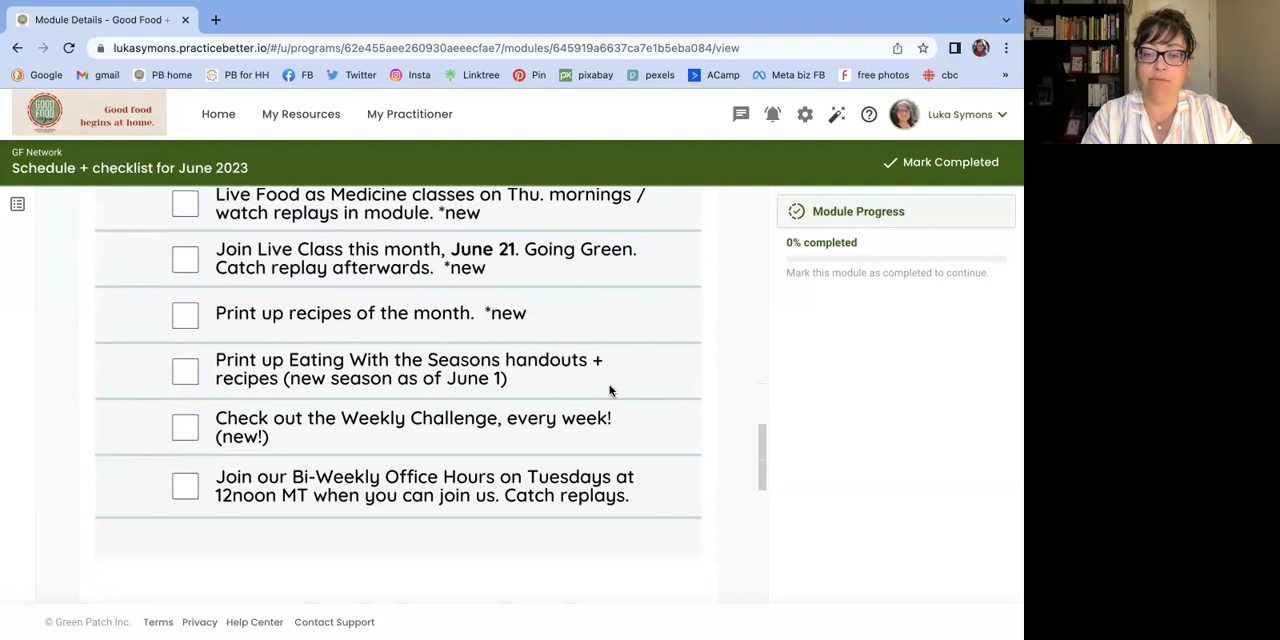 Module Details - Good Food +
lukasymons.practicebetter.io/#/u/programs/62e455aee260930aeeecfae7/modules/645919a6637ca7e1b5eba084/view
Google gmail PB home PB for HH FB Twitter Insta Linktree Pin pixabay pexels ACamp Meta biz FB free photos cbc »
GOOD FOOD
Good food
begins at home.
Home My Resources My Practitioner
Luka Symons
GF Network
Schedule + checklist for June 2023
Mark Completed
Live Food as Medicine classes on Thu. mornings /
watch replays in module. *new
Join Live Class this month, June 21. Going Green.
Catch replay afterwards. *new
Print up recipes of the month. *new
Print up Eating With the Seasons handouts +
recipes (new season as of June 1)
Check out the Weekly Challenge, every week!
(new!)
Join our Bi-Weekly Office Hours on Tuesdays at
12noon MT when you can join us. Catch replays.
Module Progress
0% completed
Mark this module as completed to continue.
© Green Patch Inc. Terms Privacy Help Center Contact Support